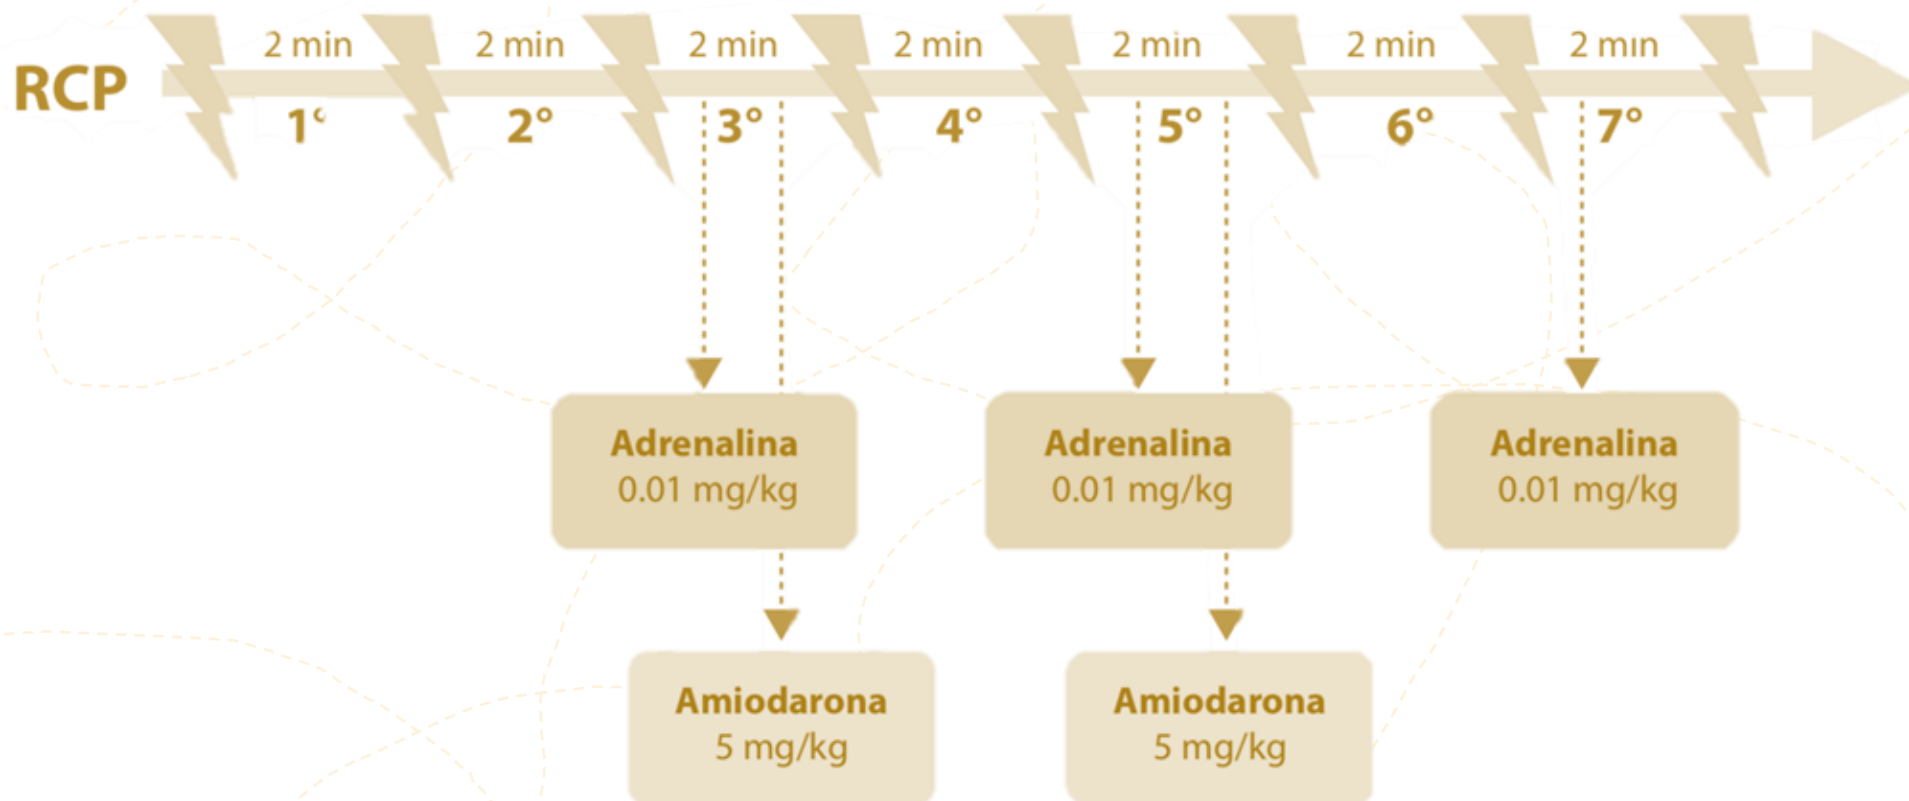 2 min 2 min 2 min 2 min 2 min 2 min 2 min
RCP
1° 2° 3° 4° 5° 6° 7°
Adrenalina Adrenalina Adrenalina
0.01 mg/kg 0.01 mg/kg 0.01 mg/kg
Amiodarona Amiodarona
5 mg/kg 5 mg/kg